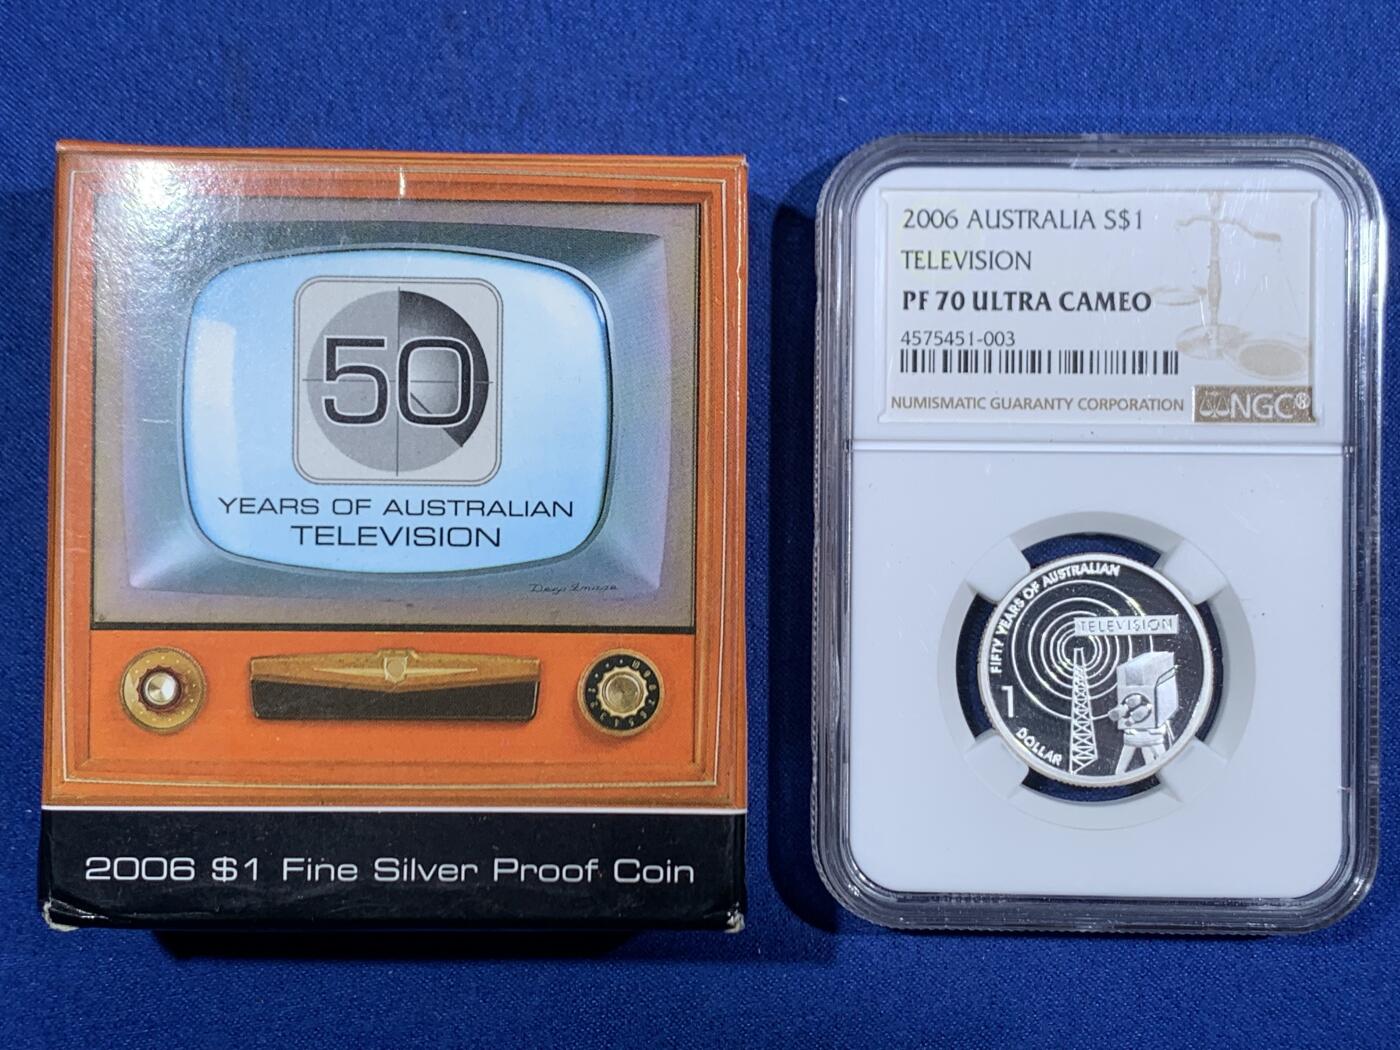 50
YEARS OF AUSTRALIAN
TELEVISION
2006 $1 Fine Silver Proof Coin
2006 AUSTRALIA S$1
TELEVISION
PF 70 ULTRA CAMEO
4575451-003
NUMISMATIC GUARANTY CORPORATION
NGC®
FIFTY YEARS OF AUSTRALIAN
TELEVISION
1
DOLLAR